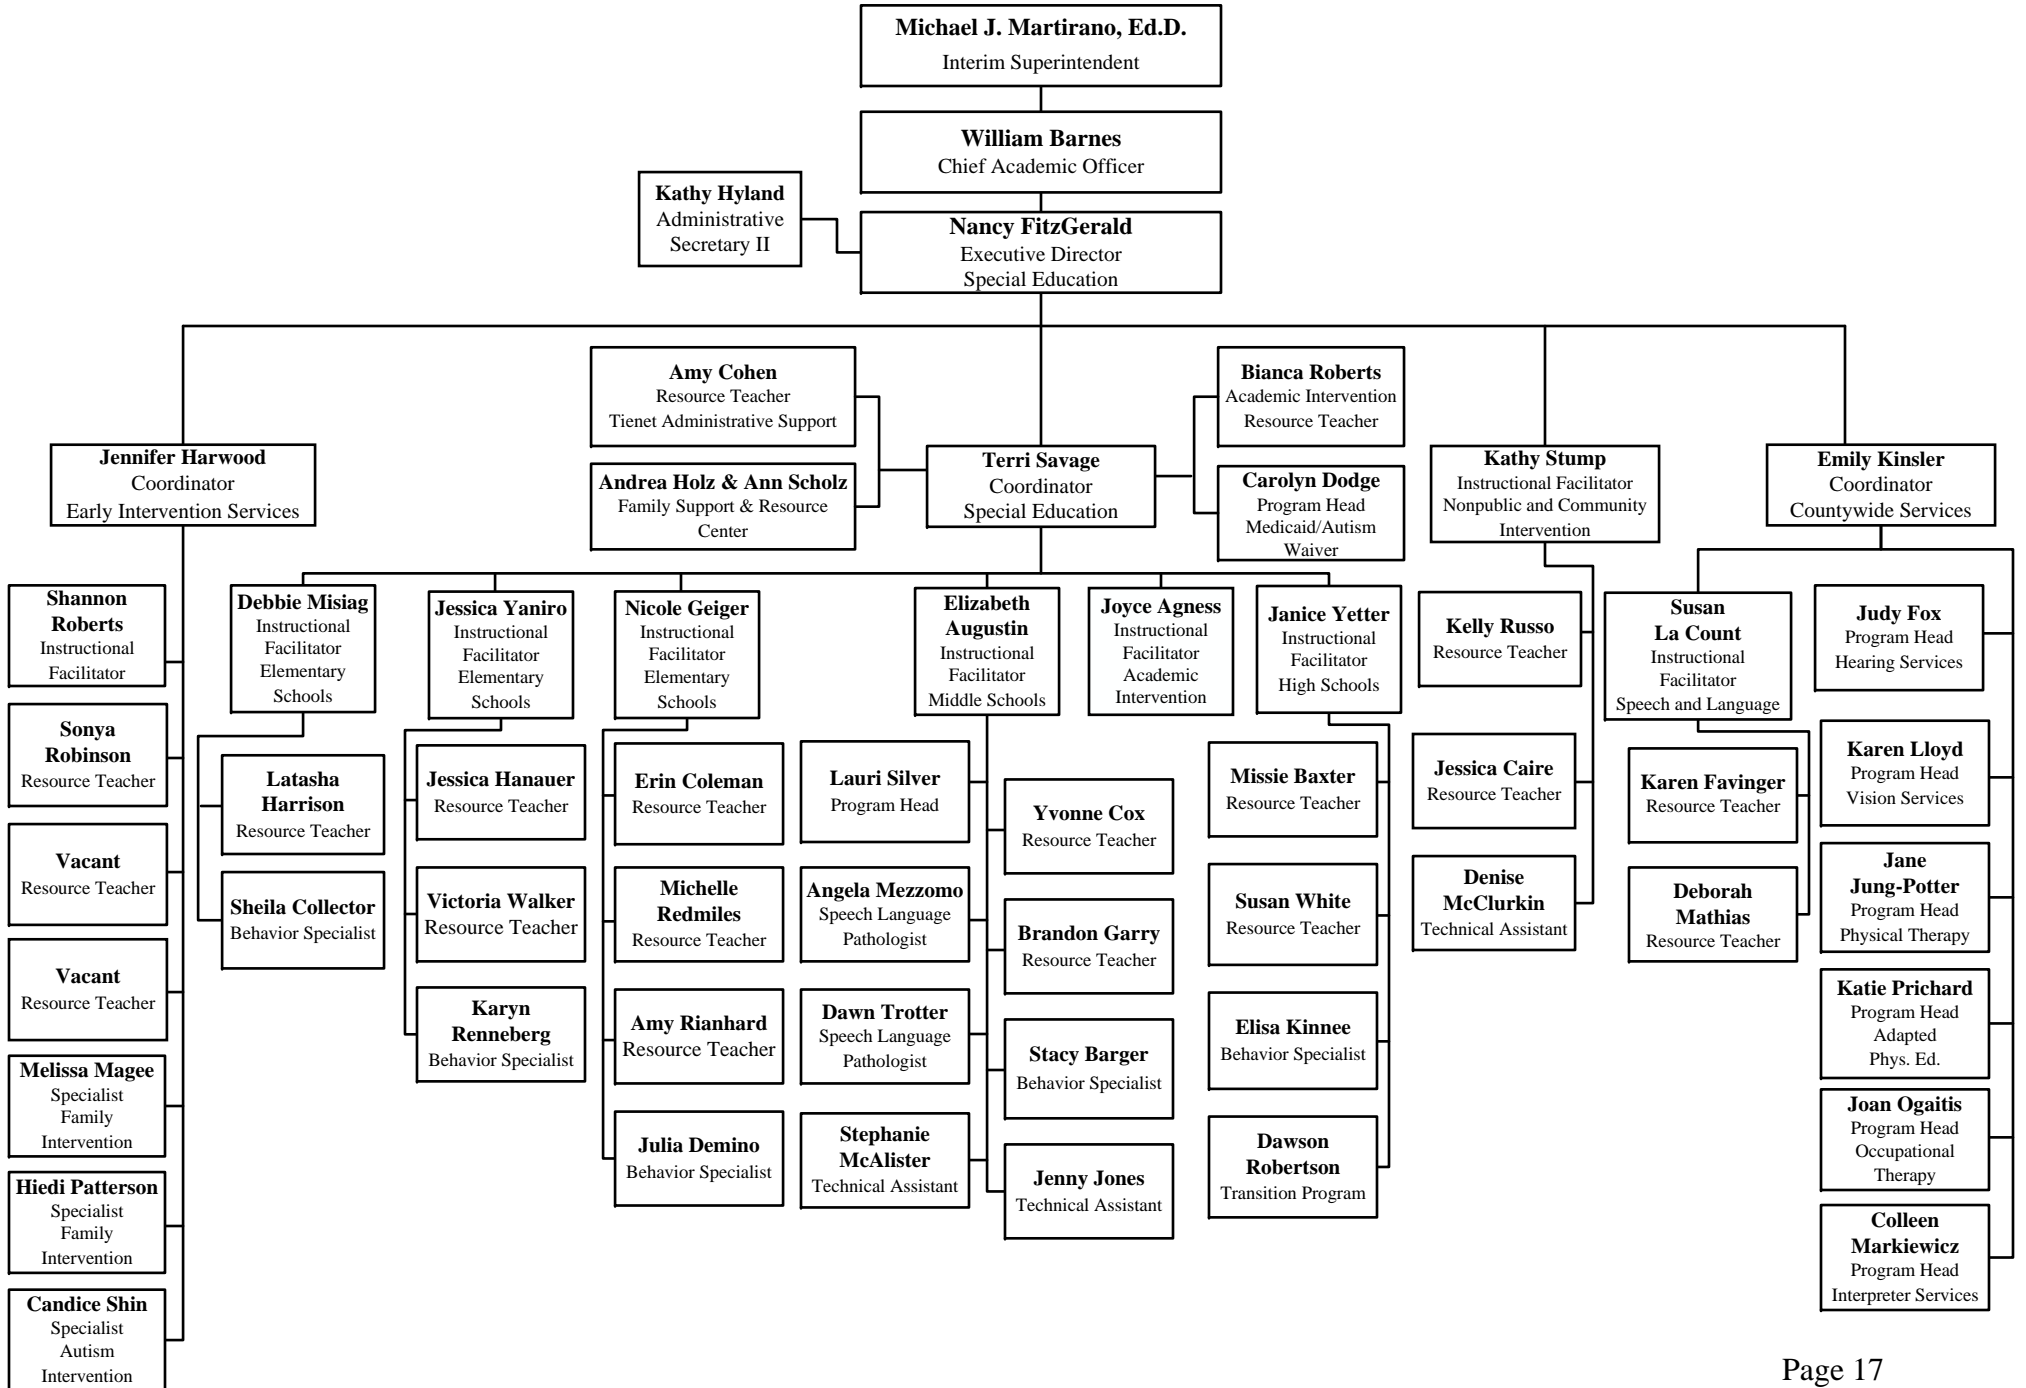 Michael J. Martirano, Ed.D.
Interim Superintendent
William Barnes
Chief Academic Officer
Kathy Hyland
Administrative
Secretary II
Nancy FitzGerald
Executive Director
Special Education
Amy Cohen
Resource Teacher
Tienet Administrative Support
Bianca Roberts
Academic Intervention
Resource Teacher
Jennifer Harwood
Coordinator
Early Intervention Services
Andrea Holz & Ann Scholz
Family Support & Resource
Center
Terri Savage
Coordinator
Special Education
Carolyn Dodge
Program Head
Medicaid/Autism
Waiver
Kathy Stump
Instructional Facilitator
Nonpublic and Community
Intervention
Emily Kinsler
Coordinator
Countywide Services
Shannon
Roberts
Instructional
Facilitator
Sonya
Robinson
Resource Teacher
Vacant
Resource Teacher
Vacant
Resource Teacher
Melissa Magee
Specialist
Family
Intervention
Hiedi Patterson
Specialist
Family
Intervention
Candice Shin
Specialist
Autism
Intervention
Debbie Misiag
Instructional
Facilitator
Elementary
Schools
Latasha
Harrison
Resource Teacher
Sheila Collector
Behavior Specialist
Jessica Yaniro
Instructional
Facilitator
Elementary
Schools
Jessica Hanauer
Resource Teacher
Victoria Walker
Resource Teacher
Karyn
Renneberg
Behavior Specialist
Nicole Geiger
Instructional
Facilitator
Elementary
Schools
Erin Coleman
Resource Teacher
Michelle
Redmiles
Resource Teacher
Amy Rianhard
Resource Teacher
Julia Demino
Behavior Specialist
Elizabeth
Augustin
Instructional
Facilitator
Middle Schools
Lauri Silver
Program Head
Angela Mezzomo
Speech Language
Pathologist
Dawn Trotter
Speech Language
Pathologist
Stephanie
McAlister
Technical Assistant
Yvonne Cox
Resource Teacher
Brandon Garry
Resource Teacher
Stacy Barger
Behavior Specialist
Jenny Jones
Technical Assistant
Joyce Agness
Instructional
Facilitator
Academic
Intervention
Janice Yetter
Instructional
Facilitator
High Schools
Missie Baxter
Resource Teacher
Susan White
Resource Teacher
Elisa Kinnee
Behavior Specialist
Dawson
Robertson
Transition Program
Kelly Russo
Resource Teacher
Jessica Caire
Resource Teacher
Denise
McClurkin
Technical Assistant
Susan
La Count
Instructional
Facilitator
Speech and Language
Karen Favinger
Resource Teacher
Deborah
Mathias
Resource Teacher
Judy Fox
Program Head
Hearing Services
Karen Lloyd
Program Head
Vision Services
Jane
Jung-Potter
Program Head
Physical Therapy
Katie Prichard
Program Head
Adapted
Phys. Ed.
Joan Ogaitis
Program Head
Occupational
Therapy
Colleen
Markiewicz
Program Head
Interpreter Services
Page 17